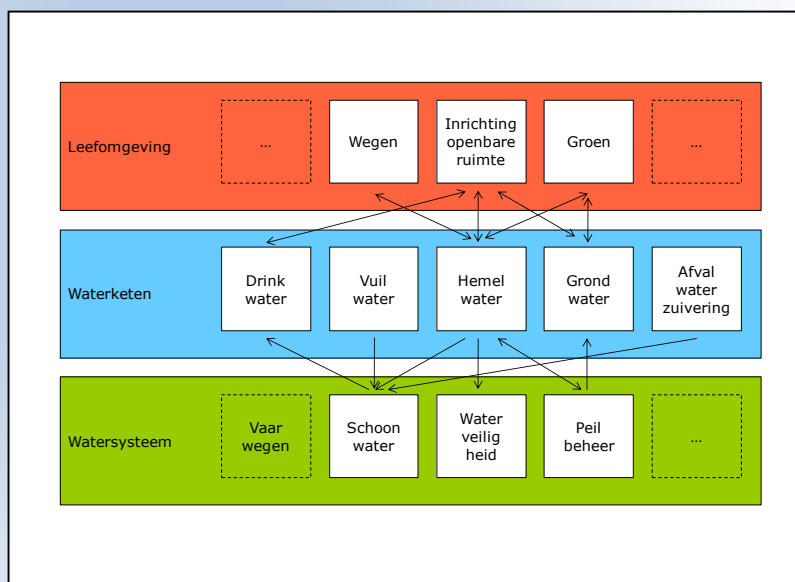 Leefomgeving
...
Wegen
Inrichting
openbare
ruimte
Groen
...
Waterketen
Drink
water
Vuil
water
Hemel
water
Grond
water
Afval
water
zuivering
Watersysteem
Vaar
wegen
Schoon
water
Water
veilig
heid
Peil
beheer
...